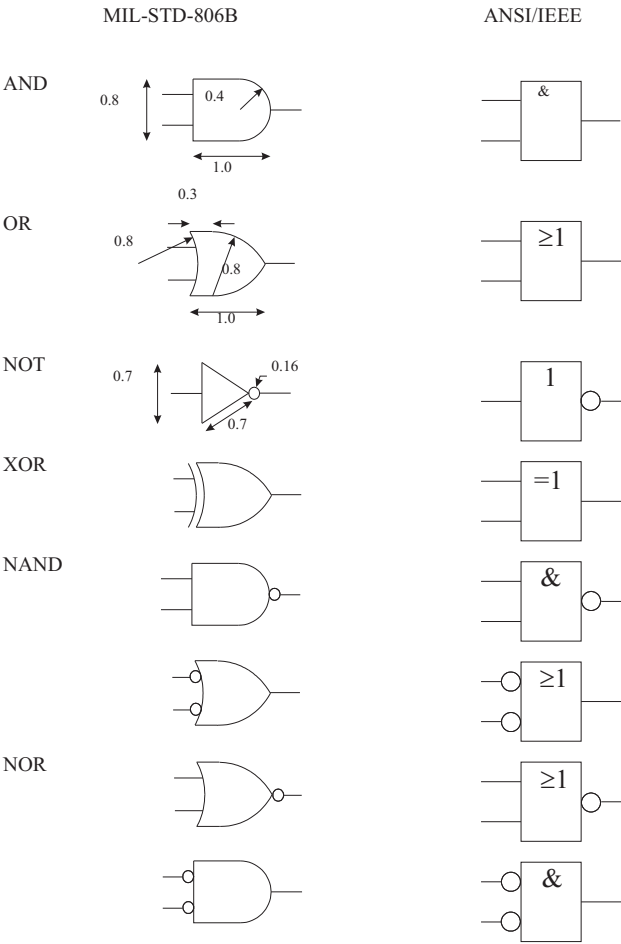 MIL-STD-806B ANSI/IEEE
AND
0.8
0.4
1.0
&
0.3
OR
0.8
0.8
1.0
≥1
NOT
0.7
0.16
0.7
1
XOR
=1
NAND
&
≥1
NOR
≥1
&